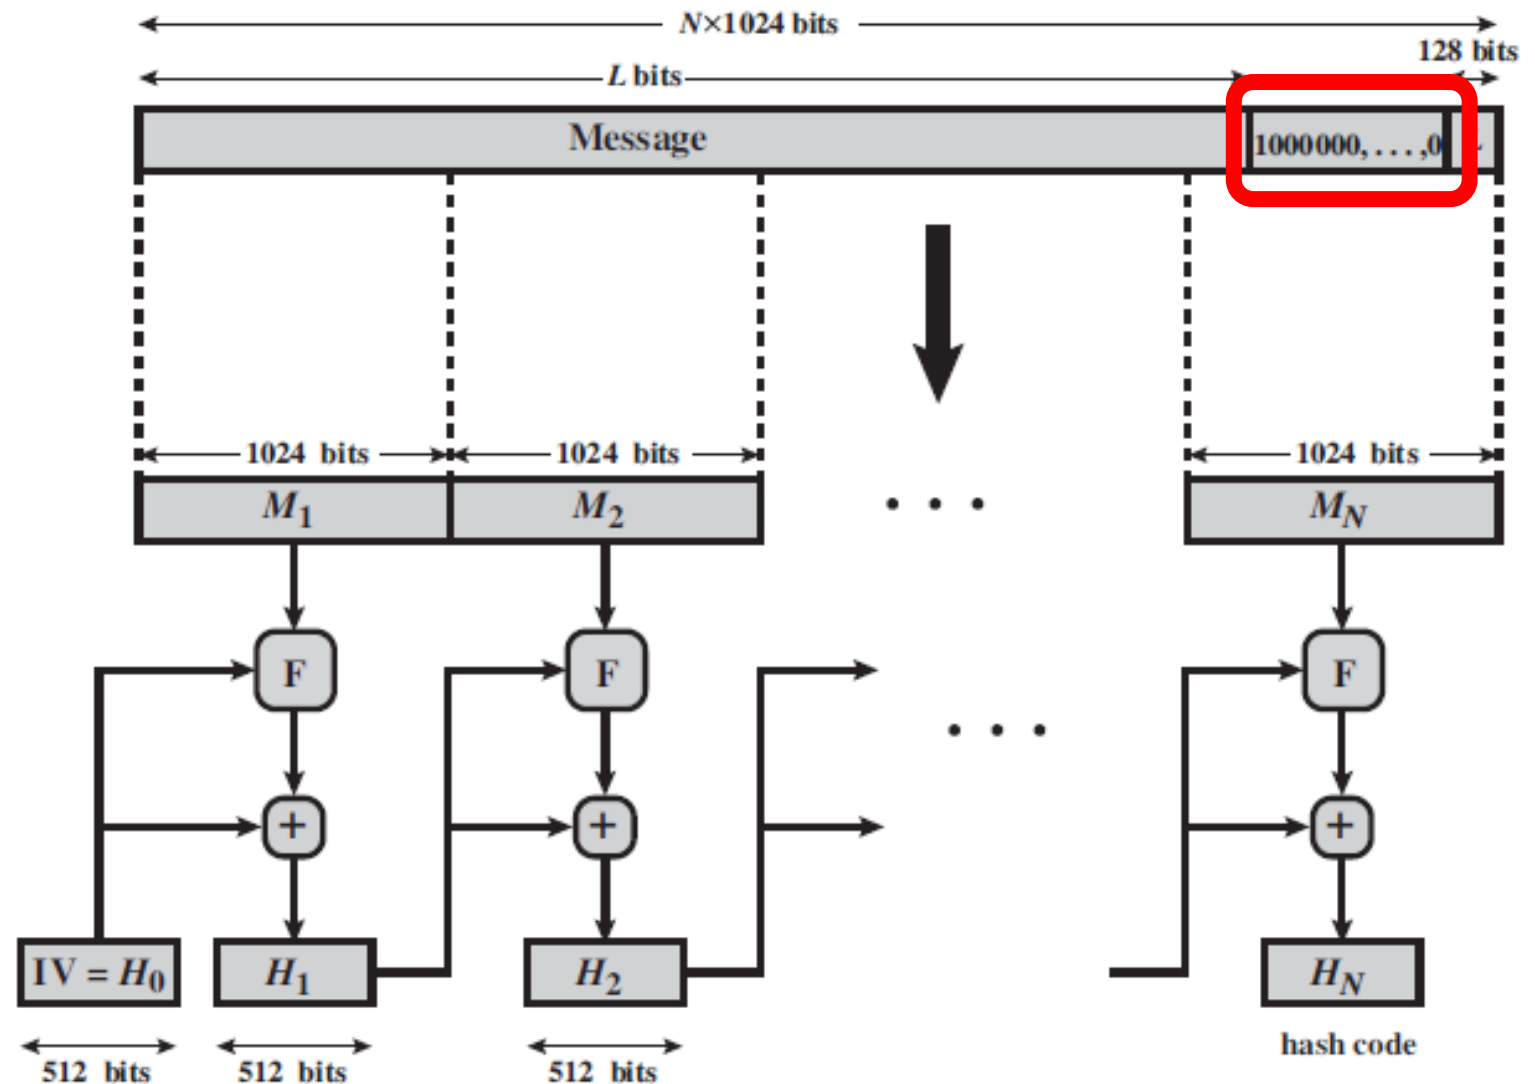 N×1024 bits
128 bits
L bits
Message
1000000, . . . ,0
1024 bits
1024 bits
1024 bits
M1
M2
. . .
MN
F
F
F
. . .
+
+
+
IV = H0
H1
H2
HN
hash code
512 bits
512 bits
512 bits